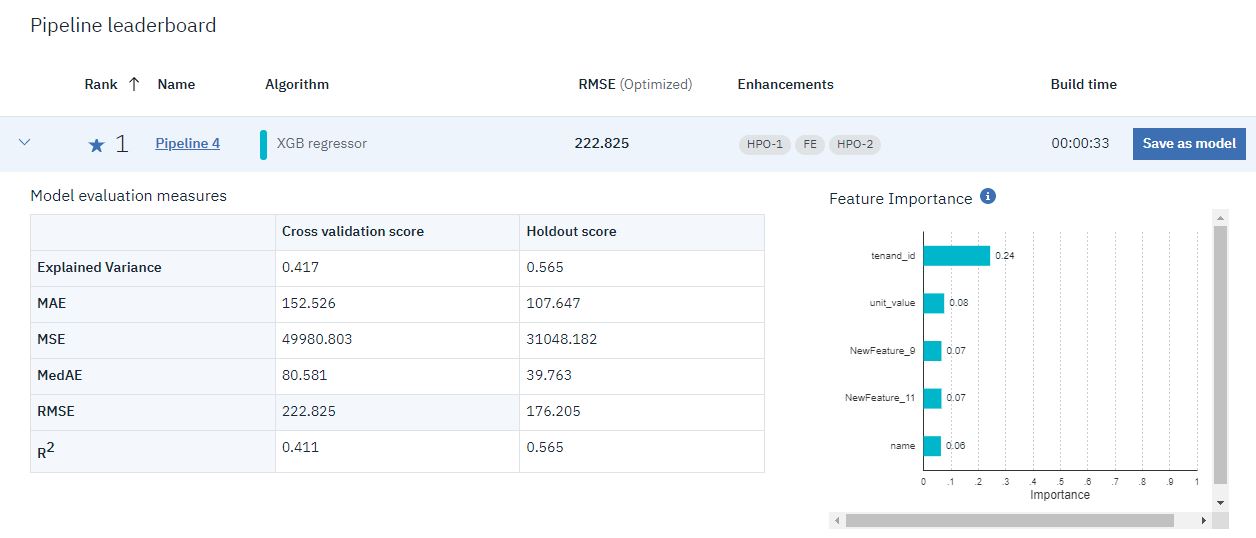 Pipeline leaderboard
Rank ↑ Name Algorithm RMSE (Optimized) Enhancements Build time
1 Pipeline 4 XGB regressor 222.825 HPO-1 FE HPO-2 00:00:33 Save as model
Model evaluation measures
Cross validation score Holdout score
Explained Variance 0.417 0.565
MAE 152.526 107.647
MSE 49980.803 31048.182
MedAE 80.581 39.763
RMSE 222.825 176.205
R2 0.411 0.565
Feature Importance i
tenand_id 0.24
unit_value 0.08
NewFeature_9 0.07
NewFeature_11 0.07
name 0.06
0 .1 .2 .3 .4 .5 .6 .7 .8 .9 1
Importance